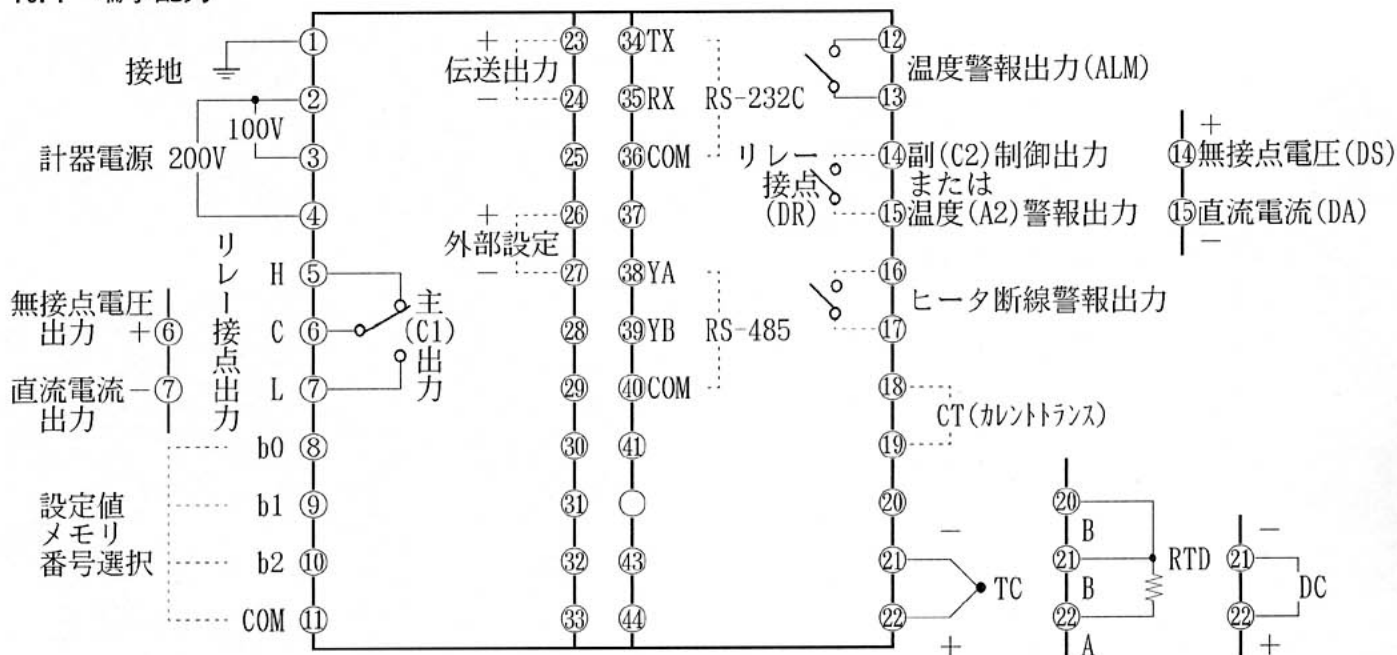 ① ㉓ ㉞TX ⑫
接地
② 100V
計器電源 200V ③
④
+
伝送出力
−
㉔ ㉟RX RS-232C ⑬
温度警報出力(ALM)
㉕ ㊱COM
リレー
接点
(DR)
⑭副(C2)制御出力
または
⑮温度(A2)警報出力
+
⑭無接点電圧(DS)
⑮直流電流(DA)
−
+
外部設定
−
㉖ ㊲
㉗ ㊳YA ⑯
ヒータ断線警報出力
⑰
リレー接点出力
H ⑤
C ⑥
L ⑦
主(C1)出力
無接点電圧
出力 +⑥
直流電流−⑦
出力
㉘ ㊴YB RS-485
㉙ ㊵COM ⑱
CT(カレントトランス)
⑲
b0 ⑧ ㉚ ㊶
設定値
メモリ
番号選択
b1 ⑨ ㉛ ⑳
b2 ⑩ ㉜ ㊸
COM ⑪ ㉝ ㊹
−
㉑
TC
㉒
+
⑳
B
㉑ RTD
B
㉒
A
−
㉑
DC
㉒
+